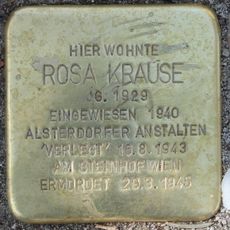 HIER WOHNTE
ROSA KRAUSE
JG. 1929
EINGEWIESEN 1940
ALSTERDORFER ANSTALTEN
"VERLEGT" 16.8.1943
AM STEINHOF WIEN
ERMORDET 28.3.1945